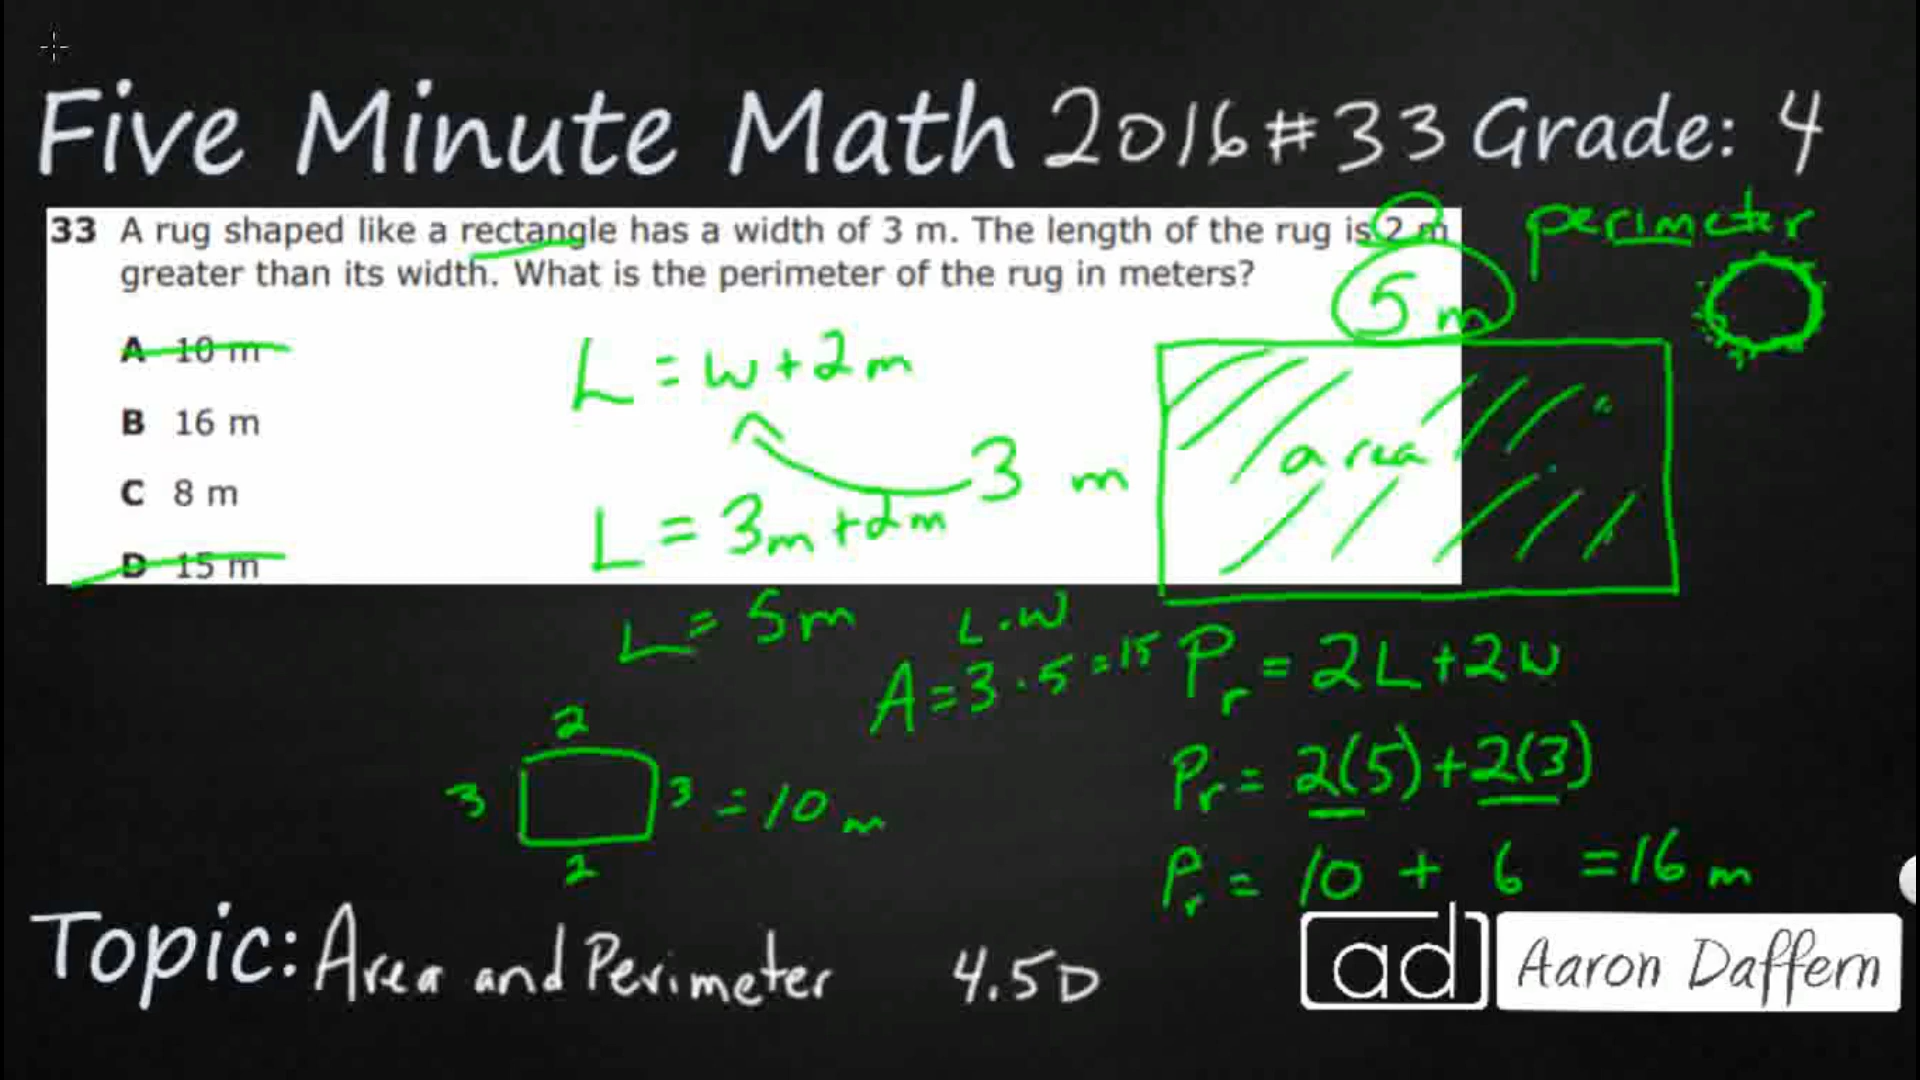 Five Minute Math 2016 #33 Grade: 4
33 A rug shaped like a rectangle has a width of 3 m. The length of the rug is 2 m
greater than its width. What is the perimeter of the rug in meters?
perimeter
5 m
A 10 m
B 16 m
C 8 m
D 15 m
L = w + 2m
3 m
area
L = 3m + 2m
L = 5m
L · W
A = 3 · 5 = 15
Pr = 2L + 2W
Pr = 2(5) + 2(3)
Pr = 10 + 6 = 16 m
2
3 3 = 10 m
2
Topic: Area and Perimeter 4.5D
ad Aaron Daffern